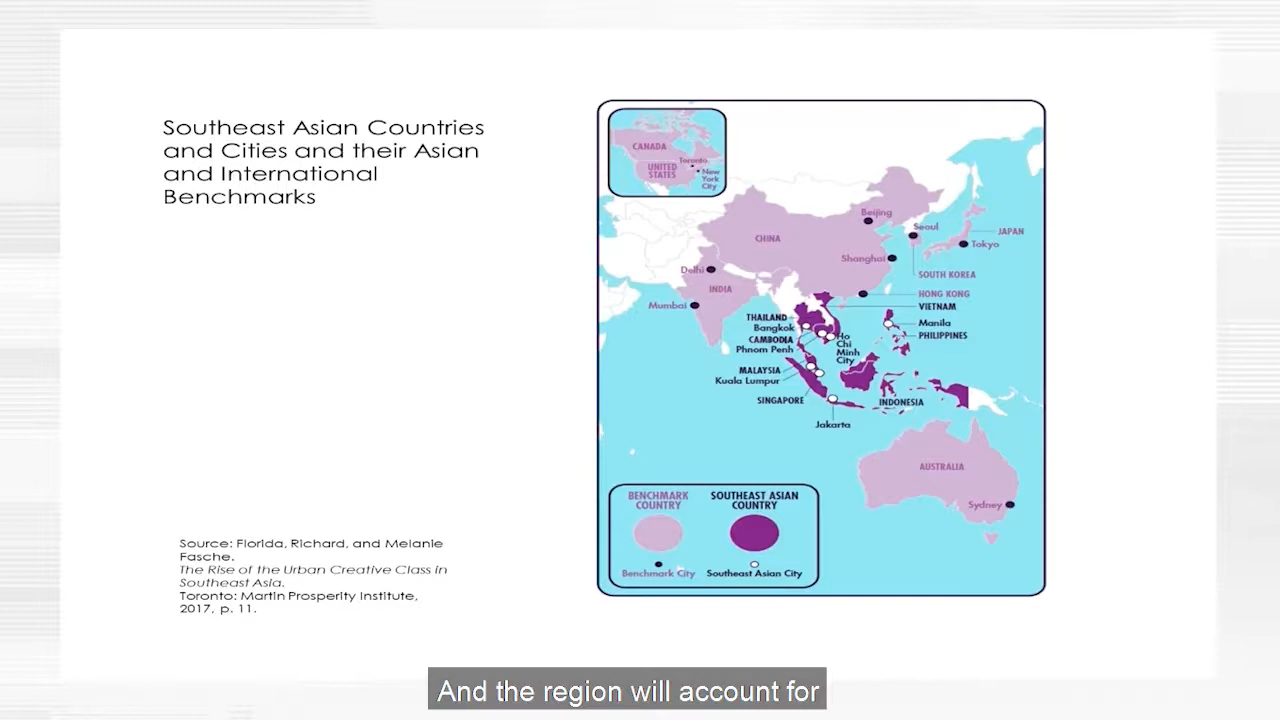 Southeast Asian Countries
and Cities and their Asian
and International
Benchmarks
Source: Florida, Richard, and Melanie
Fasche.
The Rise of the Urban Creative Class in
Southeast Asia.
Toronto: Martin Prosperity Institute,
2017, p. 11.
CANADA
Toronto
UNITED
STATES
New
York
City
Beijing
Seoul
JAPAN
CHINA
Tokyo
Shanghai
Delhi
SOUTH KOREA
INDIA
HONG KONG
Mumbai
VIETNAM
THAILAND
Manila
Bangkok
PHILIPPINES
CAMBODIA
Ho
Chi
Minh
City
Phnom Penh
MALAYSIA
Kuala Lumpur
SINGAPORE
INDONESIA
Jakarta
AUSTRALIA
Sydney
BENCHMARK
COUNTRY
SOUTHEAST ASIAN
COUNTRY
Benchmark City
Southeast Asian City
And the region will account for